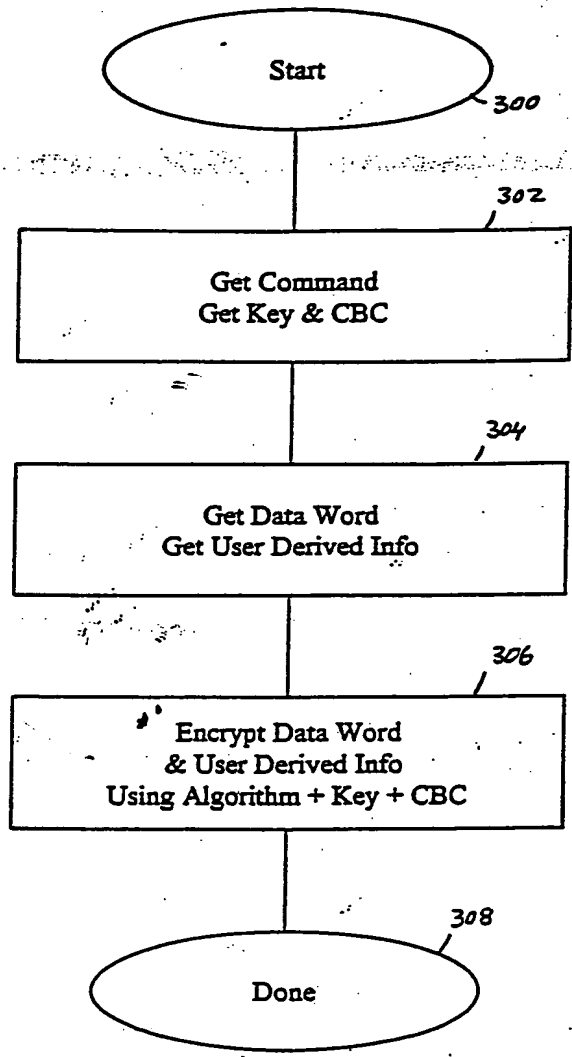 Start
300
302
Get Command
Get Key & CBC
304
Get Data Word
Get User Derived Info
306
Encrypt Data Word
& User Derived Info
Using Algorithm + Key + CBC
308
Done